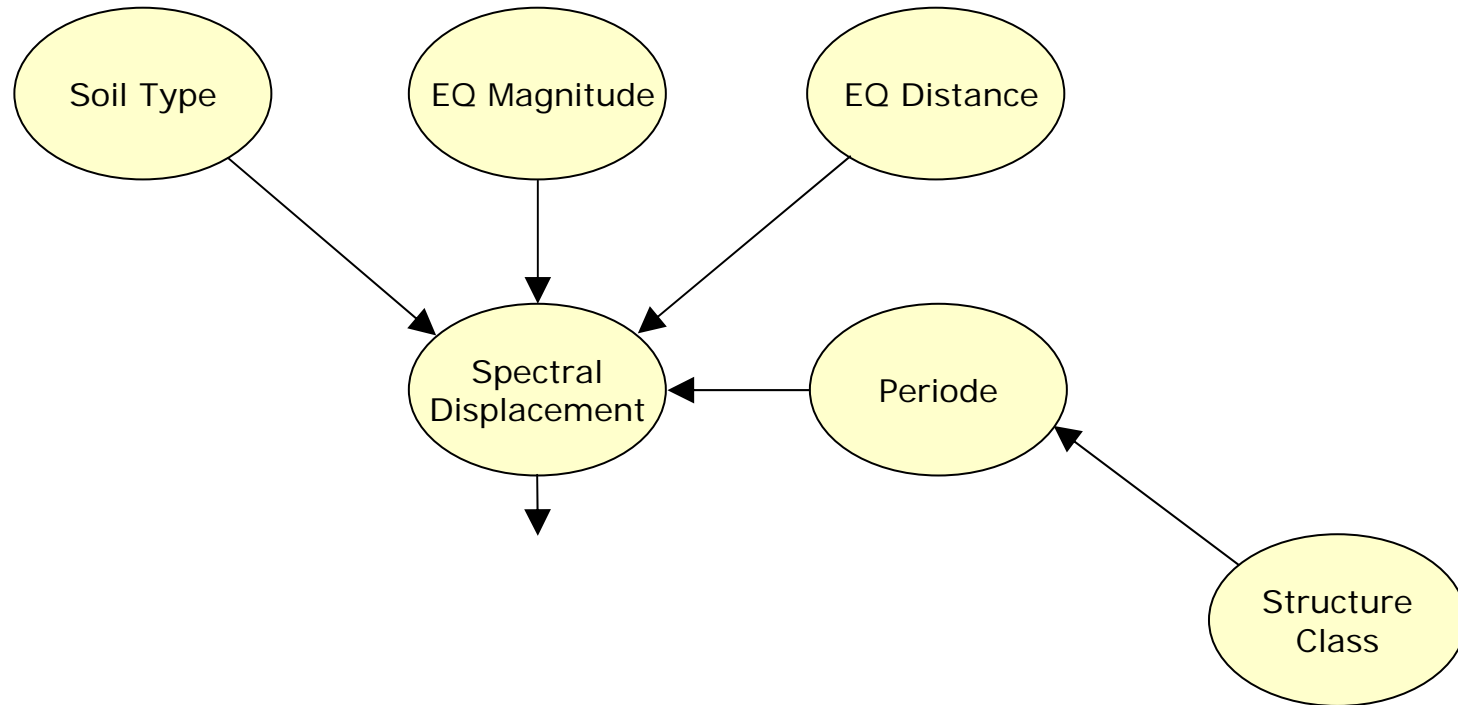 Soil Type
EQ Magnitude
EQ Distance
Spectral
Displacement
Periode
Structure
Class